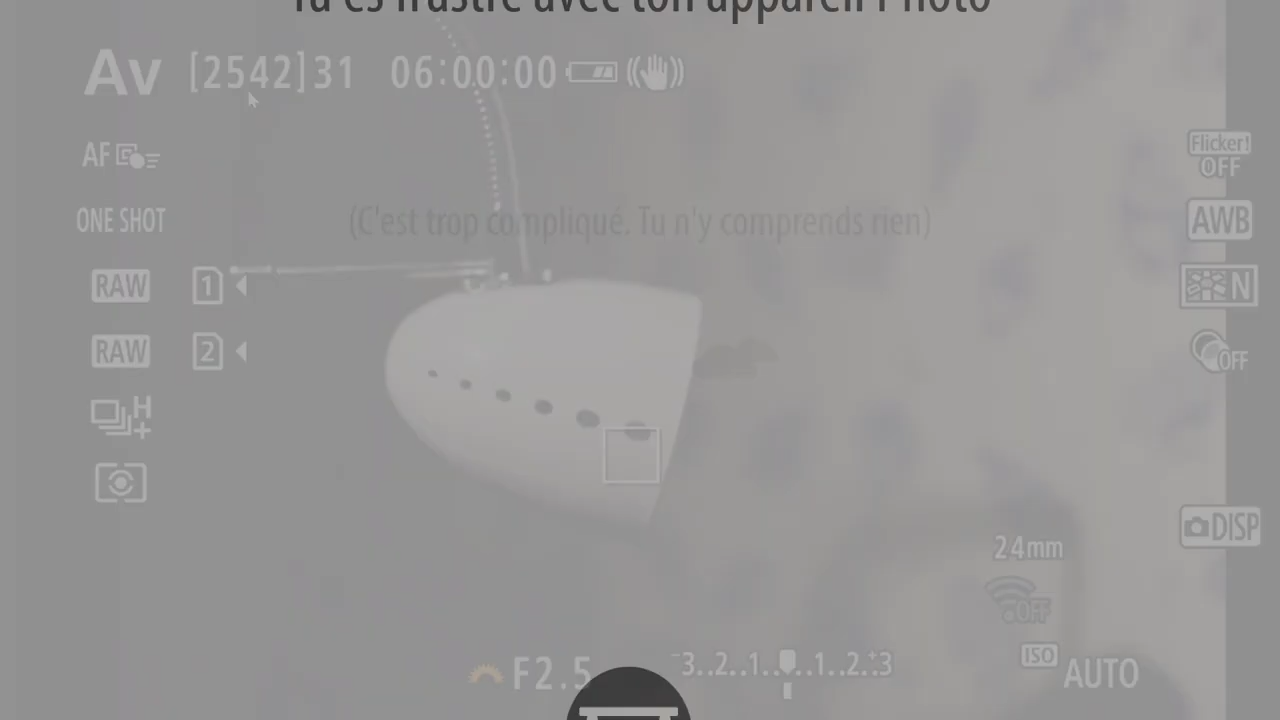 Tu es frustré avec ton appareil Photo
Av [2542]31 06:00:00
AF
Flicker!
OFF
ONE SHOT
(C'est trop compliqué. Tu n'y comprends rien)
AWB
RAW 1
N
RAW 2
OFF
H
+
DISP
24mm
OFF
F2.5
-3..2..1..1..2..+3
ISO
AUTO